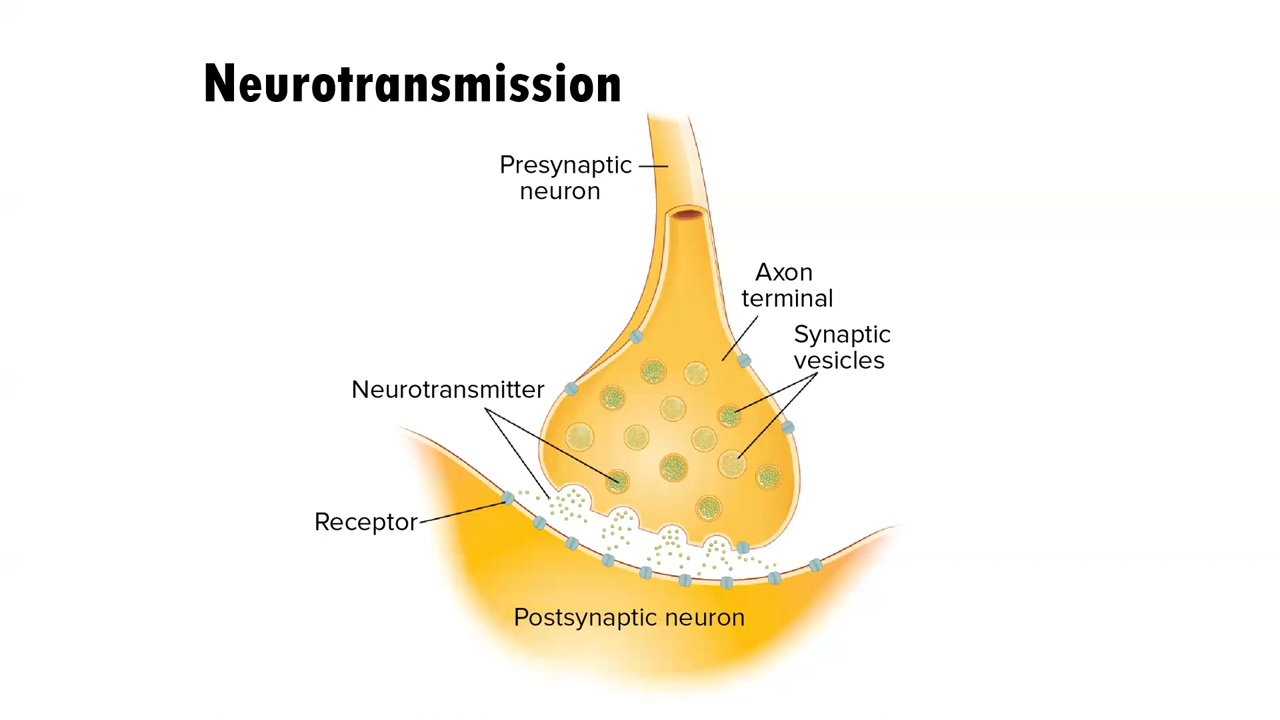 Neurotransmission
Presynaptic
neuron
Axon
terminal
Synaptic
vesicles
Neurotransmitter
Receptor
Postsynaptic neuron